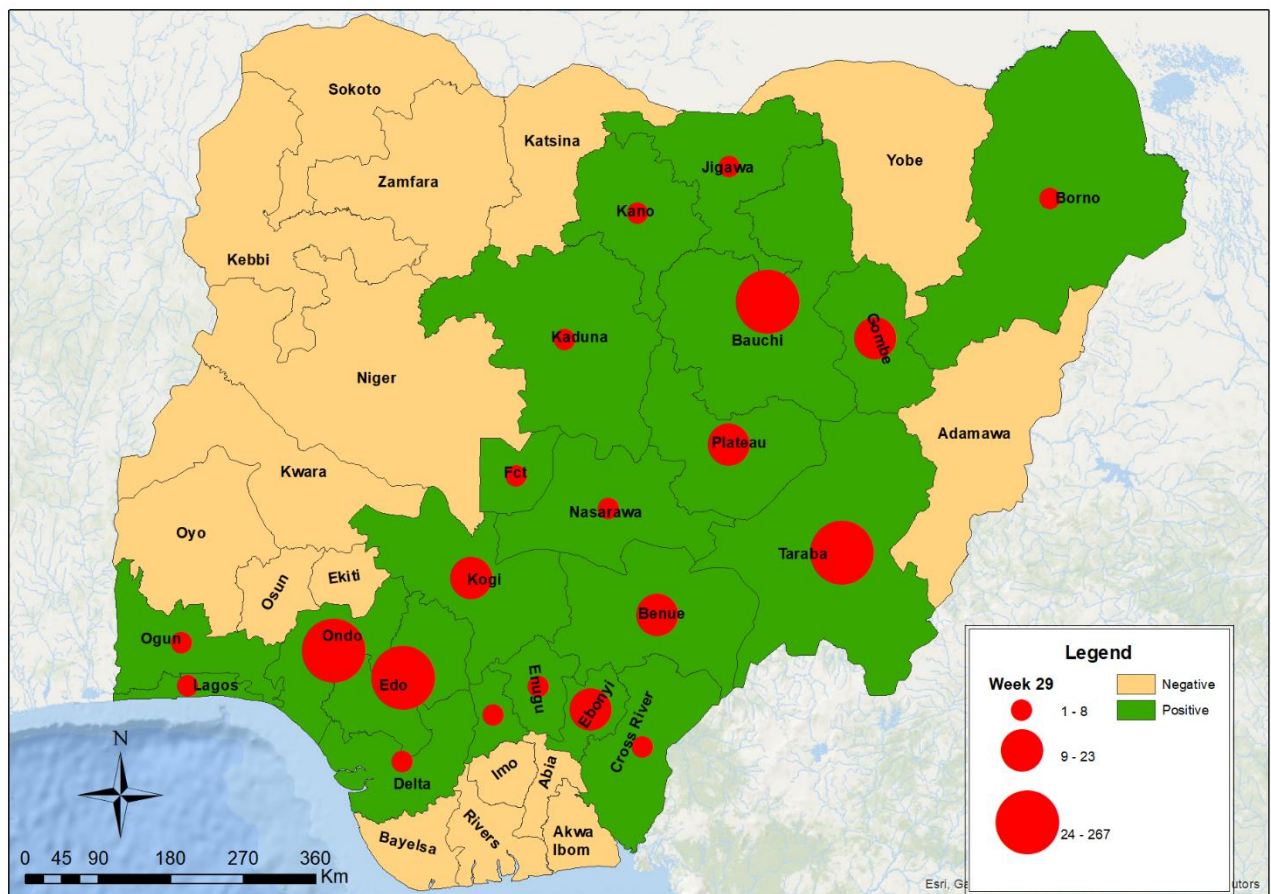 Sokoto
Katsina
Yobe
Jigawa
Zamfara
Borno
Kano
Kebbi
Gombe
Kaduna
Bauchi
Niger
Adamawa
Plateau
Fct
Kwara
Nasarawa
Oyo
Taraba
Ekiti
Kogi
Osun
Benue
Ogun
Ondo
Lagos
Edo
Enugu
Ebonyi
Cross River
Delta
Imo
Abia
Bayelsa
Rivers
Akwa
Ibom
N
0 45 90 180 270 360
Km
Legend
Week 29
1 - 8
9 - 23
24 - 267
Negative
Positive
Esri,